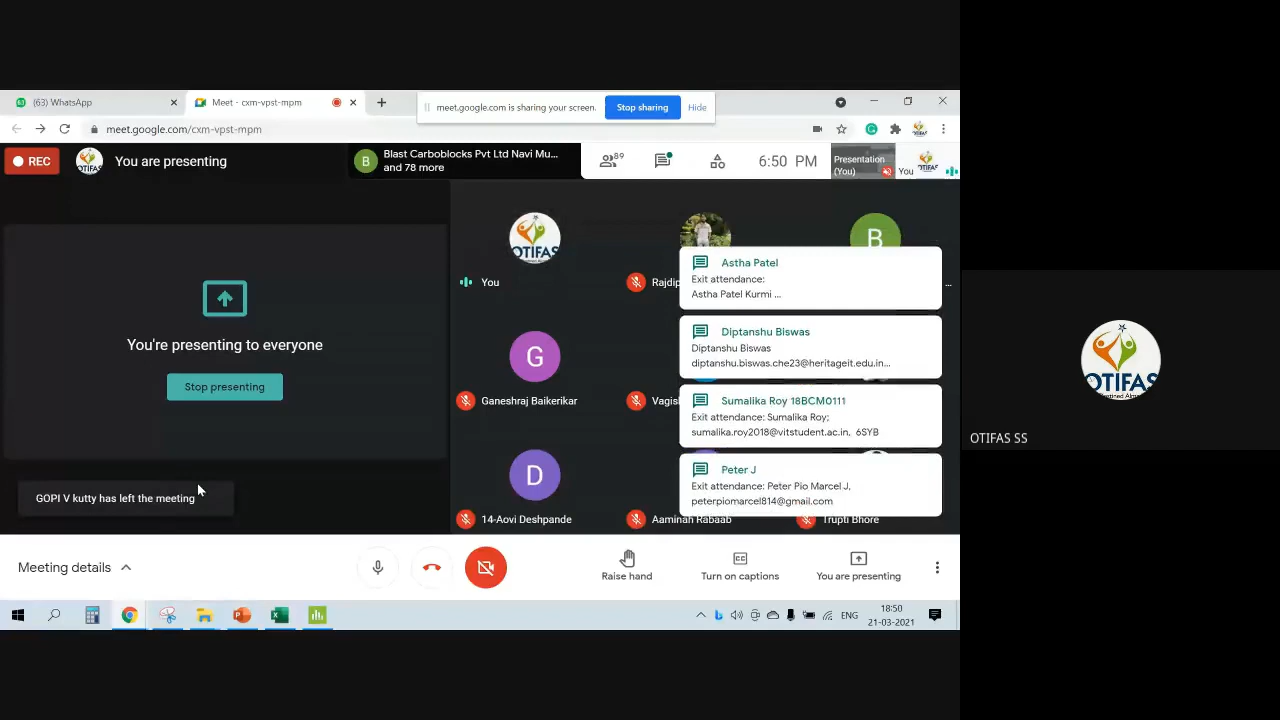 (63) WhatsApp
Meet - cxm-vpst-mpm
meet.google.com is sharing your screen.
Stop sharing
Hide
meet.google.com/cxm-vpst-mpm
REC
You are presenting
B
Blast Carboblocks Pvt Ltd Navi Mu...
and 78 more
89
6:50 PM
Presentation
(You)
You
OTIFAS
B
You
Rajdip
...
Astha Patel
Exit attendance:
Astha Patel Kurmi ...
You're presenting to everyone
Stop presenting
G
Ganeshraj Baikerikar
Vagis
Diptanshu Biswas
Diptanshu Biswas
diptanshu.biswas.che23@heritageit.edu.in...
Sumalika Roy 18BCM0111
Exit attendance: Sumalika Roy;
sumalika.roy2018@vitstudent.ac.in, 6SYB
D
14-Aovi Deshpande
Aaminah Rabaab
Trupti Bhore
Peter J
Exit attendance: Peter Pio Marcel J,
peterpiomarcel814@gmail.com
GOPI V kutty has left the meeting
Meeting details
Raise hand
Turn on captions
You are presenting
ENG
18:50
21-03-2021
OTIFAS
OTIFAS SS